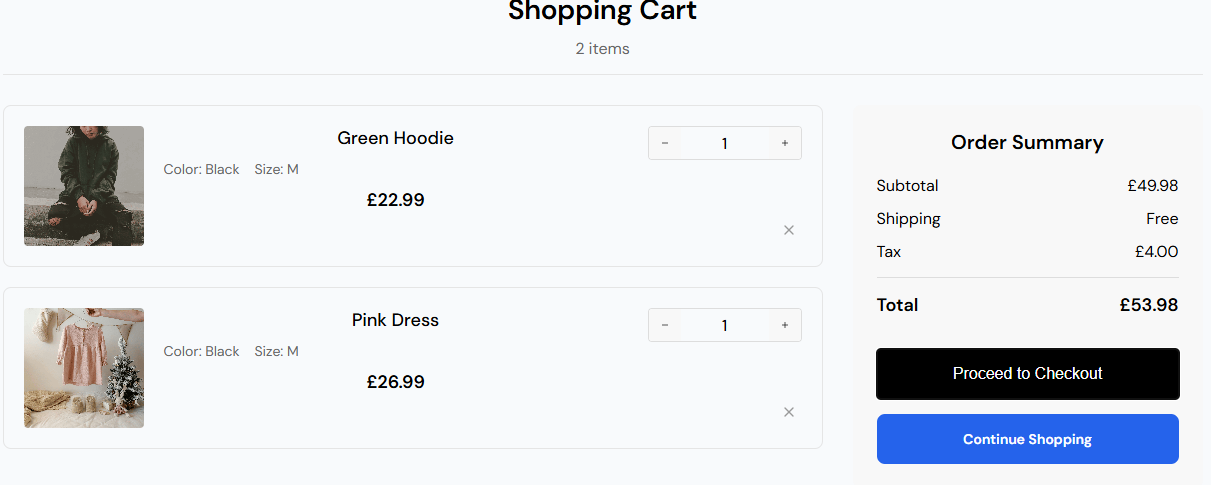 Shopping Cart
2 items
Green Hoodie
− 1 +
Color: Black Size: M
£22.99
×
Pink Dress
− 1 +
Color: Black Size: M
£26.99
×
Order Summary
Subtotal £49.98
Shipping Free
Tax £4.00
Total £53.98
Proceed to Checkout
Continue Shopping